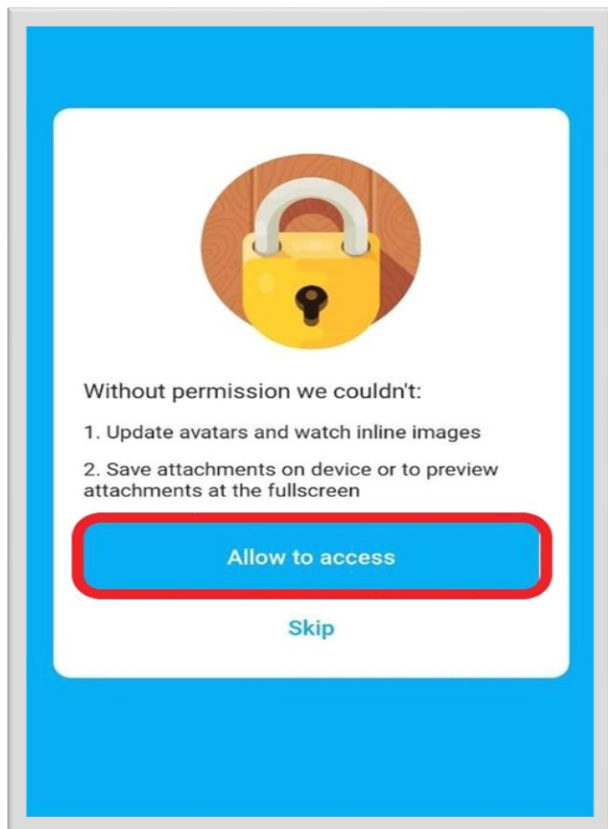 Without permission we couldn't:
1. Update avatars and watch inline images
2. Save attachments on device or to preview
attachments at the fullscreen
Allow to access
Skip